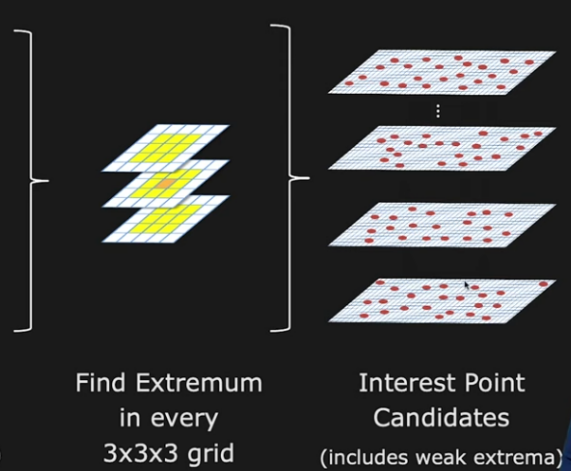 Find Extremum
in every
3x3x3 grid
Interest Point
Candidates
(includes weak extrema)